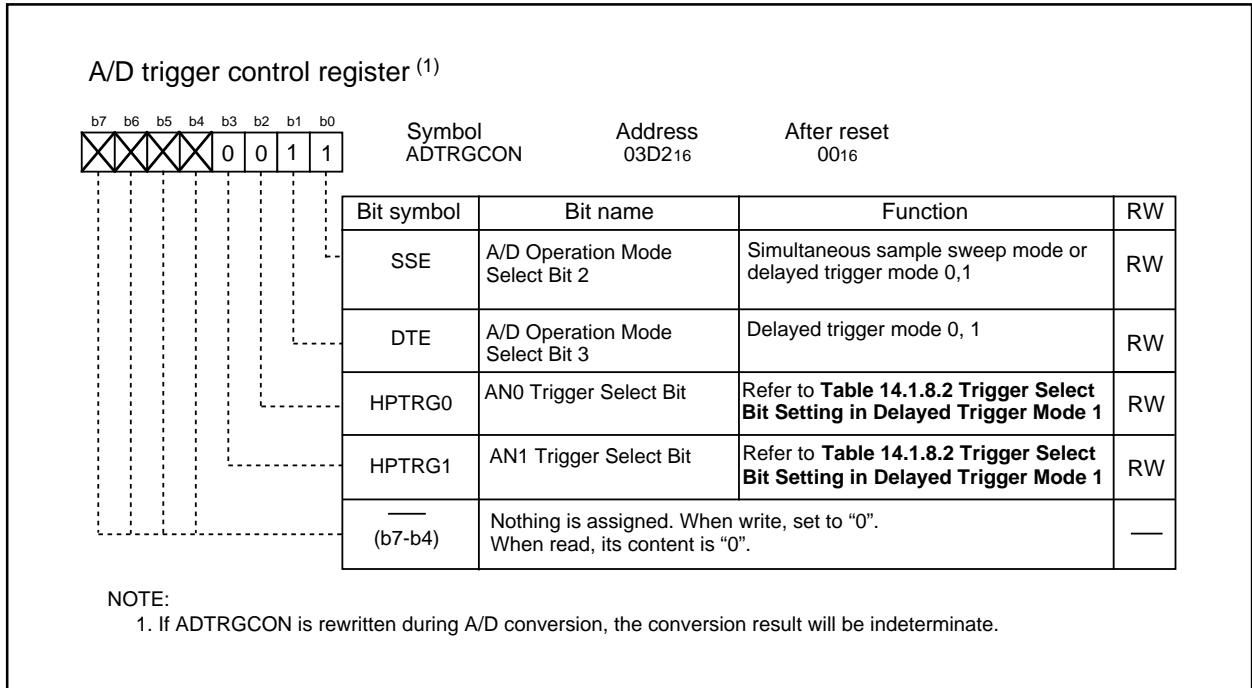 A/D trigger control register (1)
b7 b6 b5 b4 b3 b2 b1 b0
0 0 1 1
Symbol Address After reset
ADTRGCON 03D216 0016
Bit symbol Bit name Function RW
SSE A/D Operation Mode Select Bit 2 Simultaneous sample sweep mode or delayed trigger mode 0,1 RW
DTE A/D Operation Mode Select Bit 3 Delayed trigger mode 0, 1 RW
HPTRG0 AN0 Trigger Select Bit Refer to Table 14.1.8.2 Trigger Select Bit Setting in Delayed Trigger Mode 1 RW
HPTRG1 AN1 Trigger Select Bit Refer to Table 14.1.8.2 Trigger Select Bit Setting in Delayed Trigger Mode 1 RW
(b7-b4) Nothing is assigned. When write, set to “0”.
When read, its content is “0”.
NOTE:
1. If ADTRGCON is rewritten during A/D conversion, the conversion result will be indeterminate.